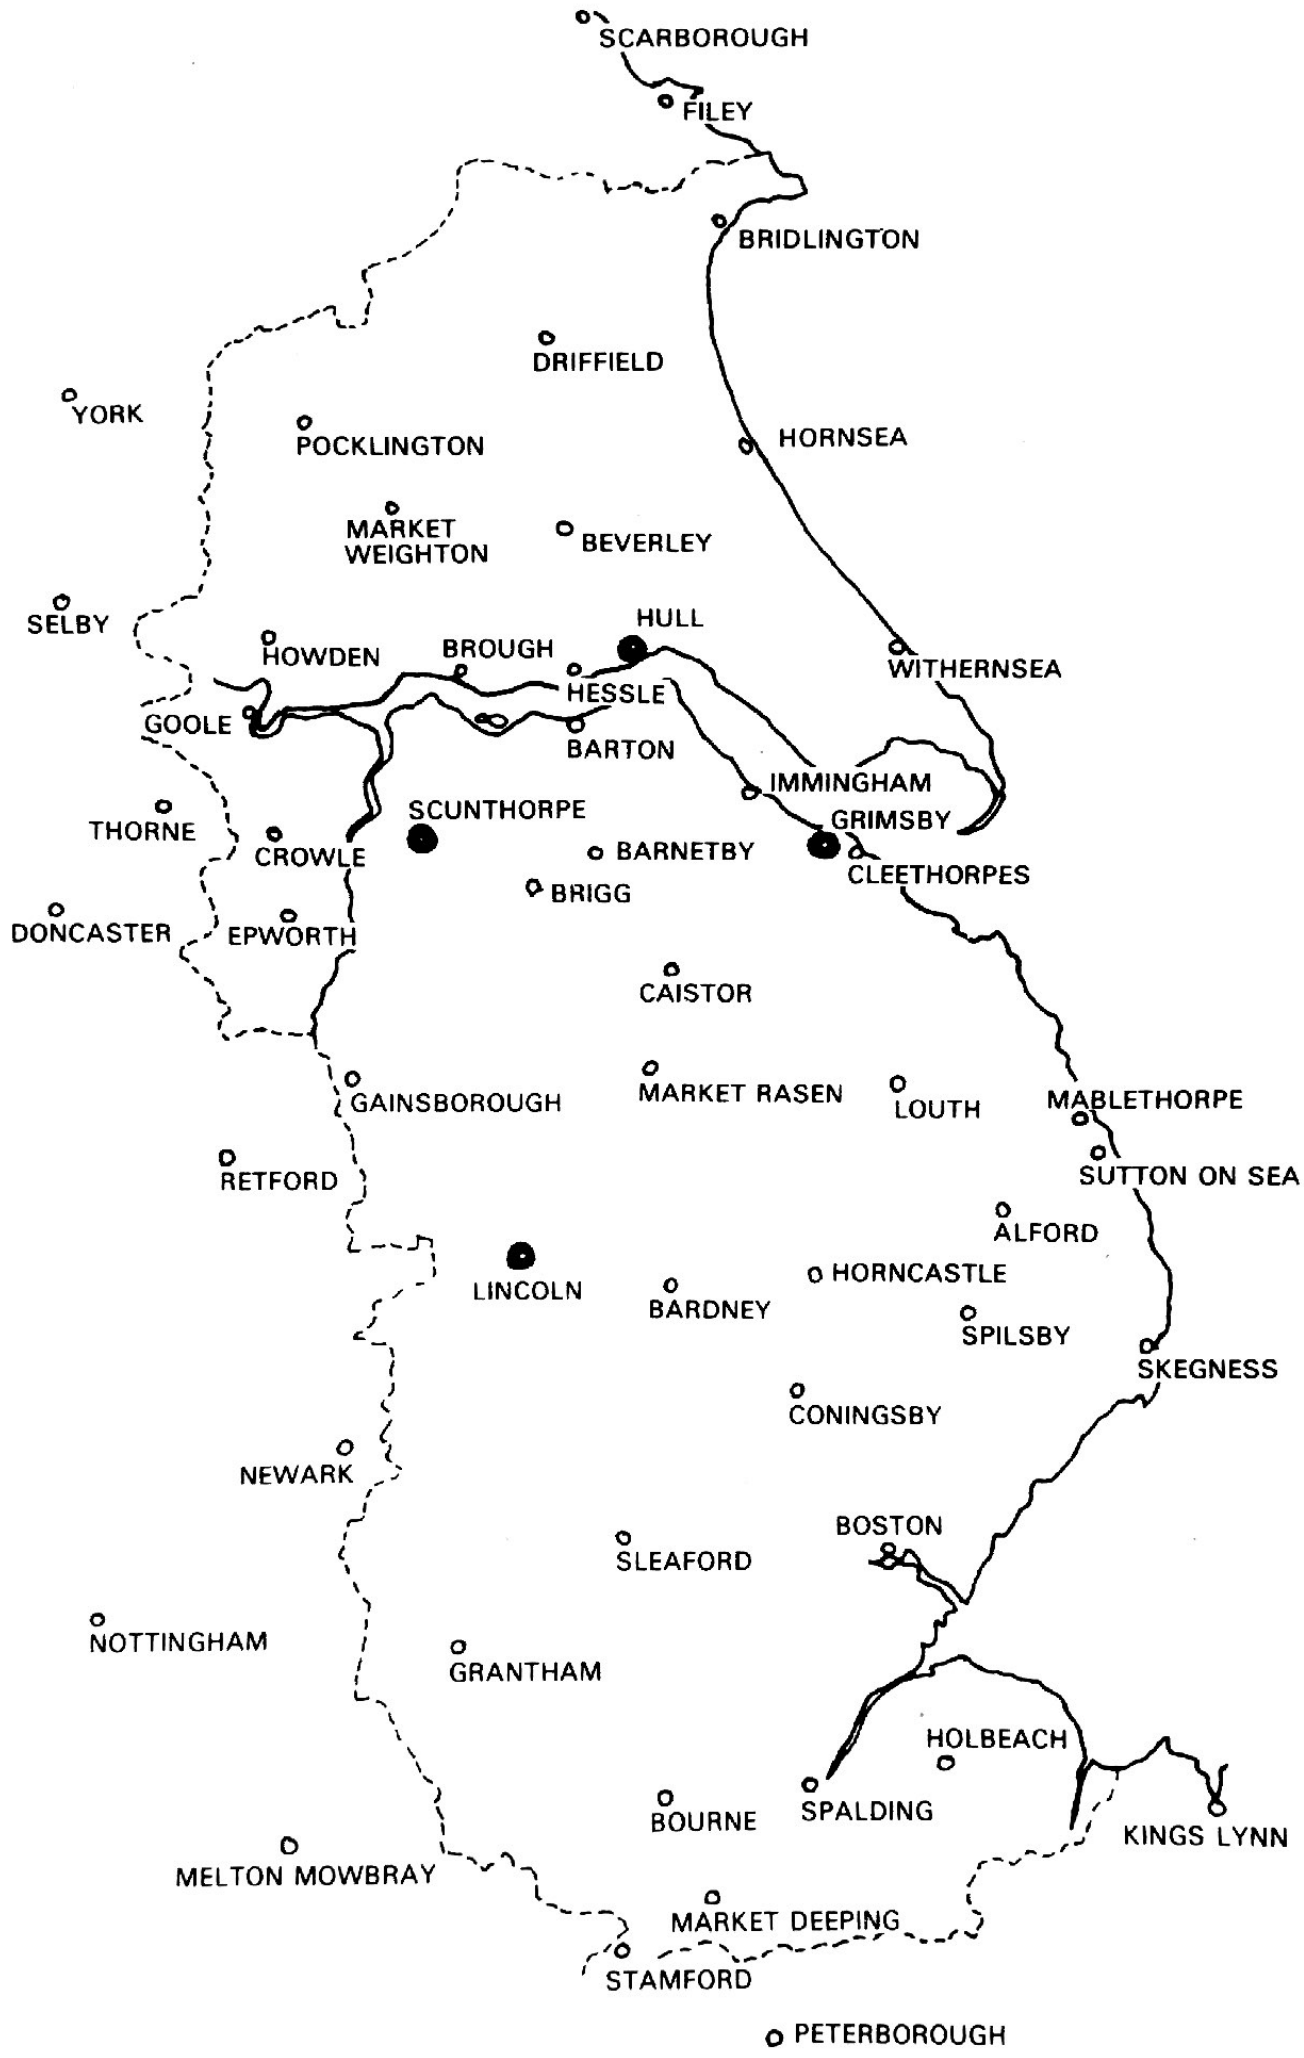 SCARBOROUGH
FILEY
BRIDLINGTON
DRIFFIELD
YORK
POCKLINGTON
HORNSEA
MARKET
WEIGHTON
BEVERLEY
SELBY
HULL
HOWDEN
BROUGH
WITHERNSEA
HESSLE
GOOLE
BARTON
IMMINGHAM
SCUNTHORPE
GRIMSBY
THORNE
CROWLE
BARNETBY
CLEETHORPES
BRIGG
DONCASTER
EPWORTH
CAISTOR
GAINSBOROUGH
MARKET RASEN
LOUTH
MABLETHORPE
RETFORD
SUTTON ON SEA
ALFORD
LINCOLN
HORNCASTLE
BARDNEY
SPILSBY
SKEGNESS
CONINGSBY
NEWARK
BOSTON
SLEAFORD
NOTTINGHAM
GRANTHAM
HOLBEACH
BOURNE
SPALDING
KINGS LYNN
MELTON MOWBRAY
MARKET DEEPING
STAMFORD
PETERBOROUGH